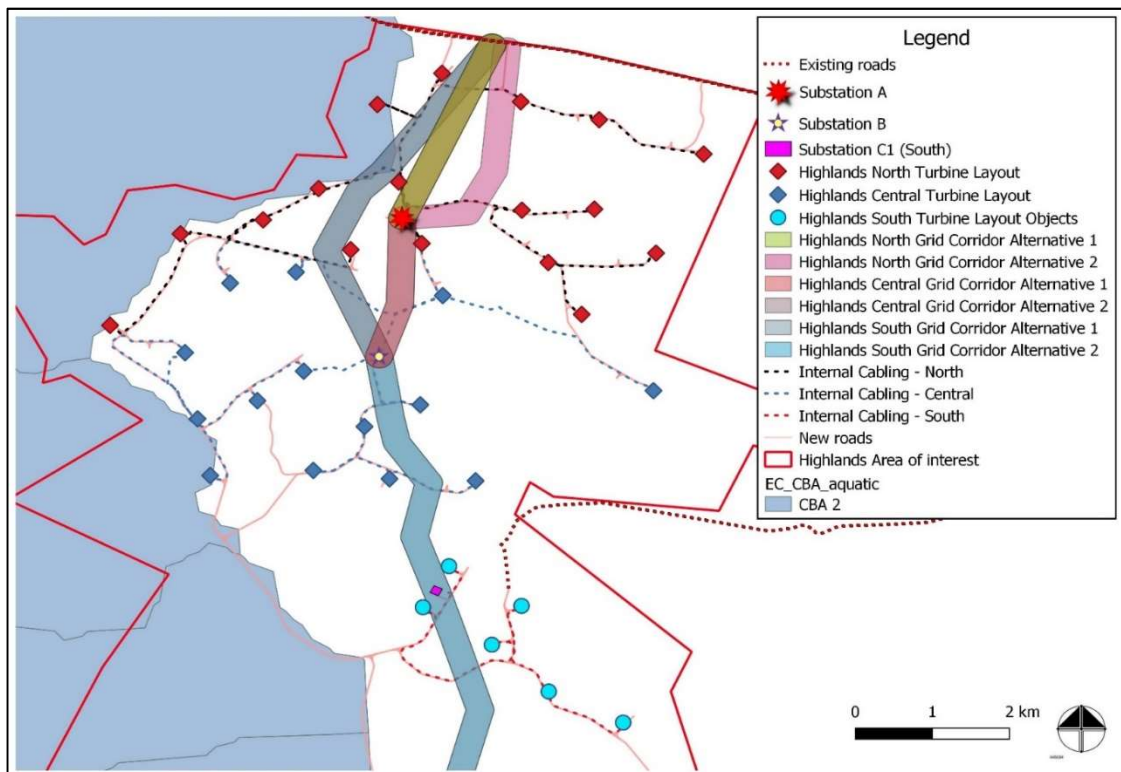 Legend
Existing roads
Substation A
Substation B
Substation C1 (South)
Highlands North Turbine Layout
Highlands Central Turbine Layout
Highlands South Turbine Layout Objects
Highlands North Grid Corridor Alternative 1
Highlands North Grid Corridor Alternative 2
Highlands Central Grid Corridor Alternative 1
Highlands Central Grid Corridor Alternative 2
Highlands South Grid Corridor Alternative 1
Highlands South Grid Corridor Alternative 2
Internal Cabling - North
Internal Cabling - Central
Internal Cabling - South
New roads
Highlands Area of interest
EC_CBA_aquatic
CBA 2
0 1 2 km